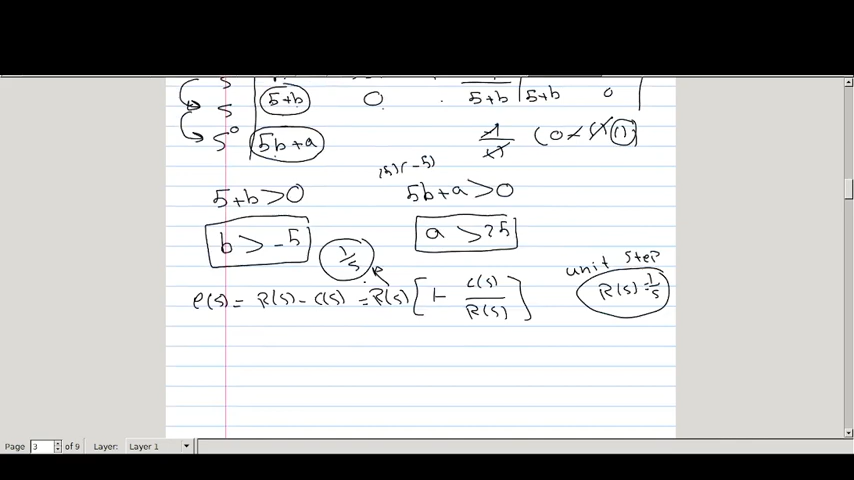 s
s 5+b 0 5+b 5+b 0
s⁰ 5b+a
5+b>0 5b+a>0
b > -5 a >25
1/s unit step
e(s)= R(s) - C(s) =R(s) [1- C(s)/R(s)] R(s)=1/s
Page 3 of 9 Layer: Layer 1